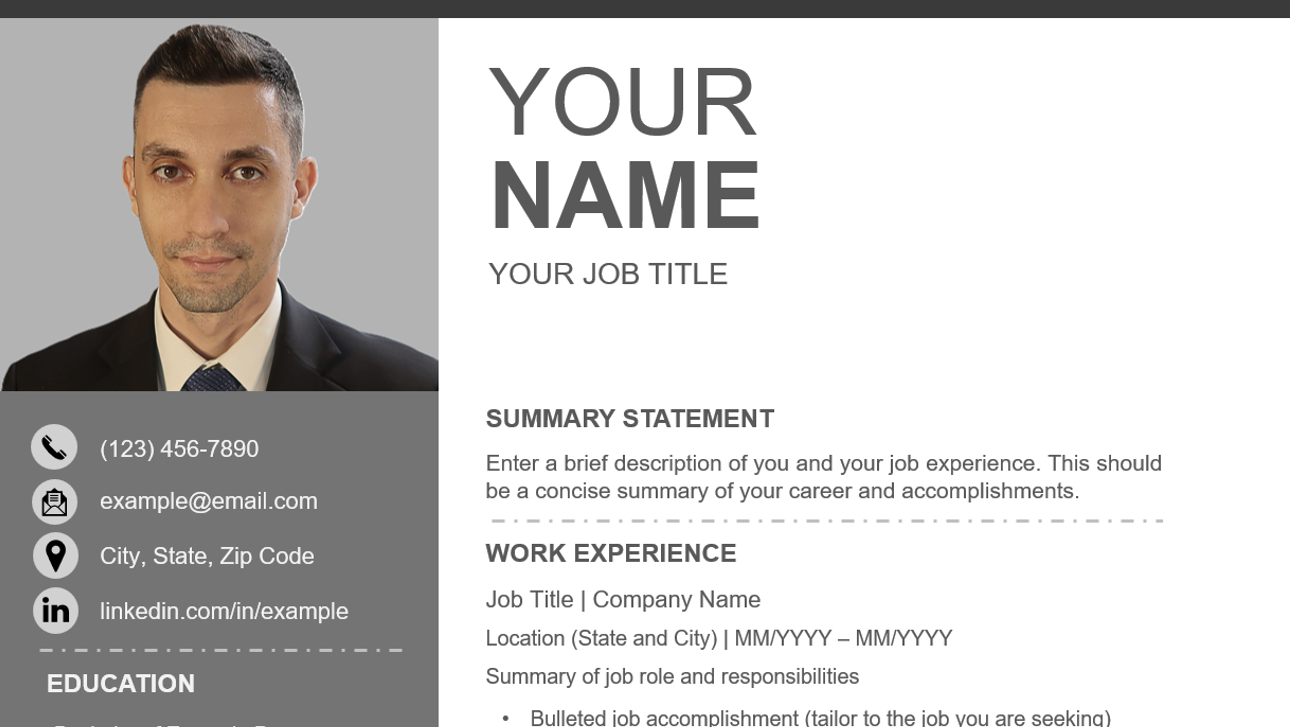 YOUR
NAME
YOUR JOB TITLE
(123) 456-7890
example@email.com
City, State, Zip Code
in
linkedin.com/in/example
EDUCATION
SUMMARY STATEMENT
Enter a brief description of you and your job experience. This should
be a concise summary of your career and accomplishments.
WORK EXPERIENCE
Job Title | Company Name
Location (State and City) | MM/YYYY – MM/YYYY
Summary of job role and responsibilities
• Bulleted job accomplishment (tailor to the job you are seeking)